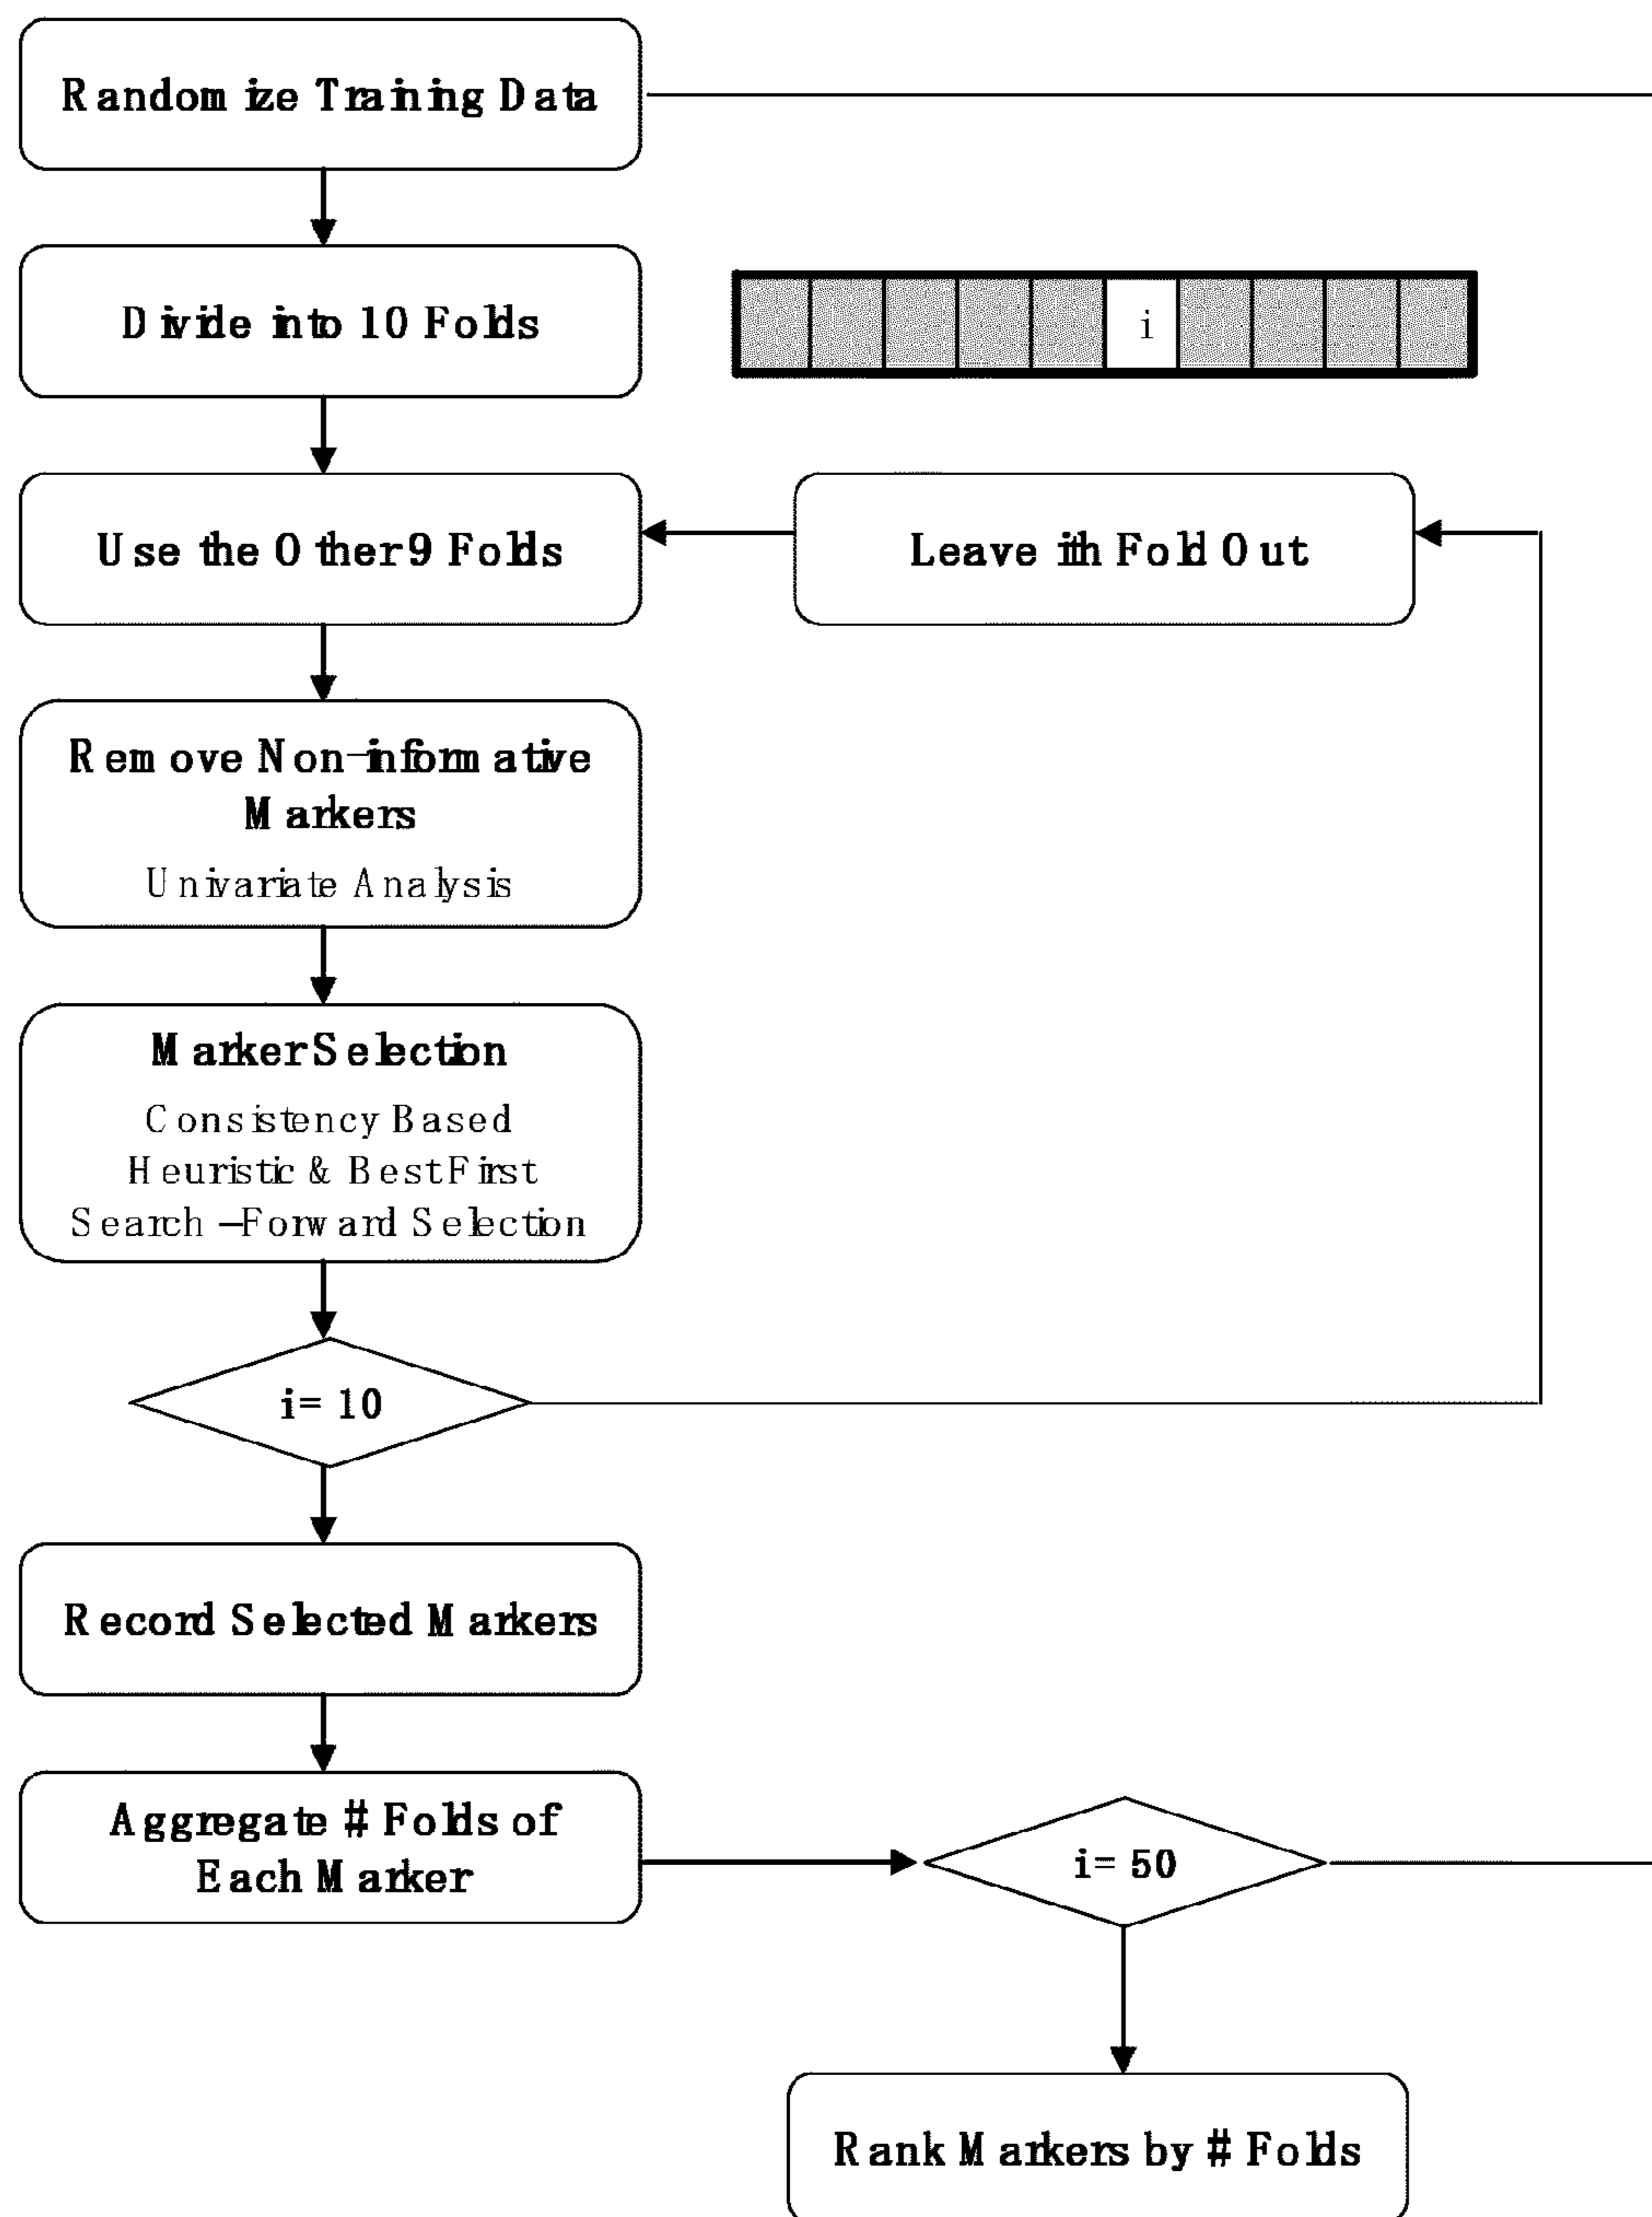 Randomize Training Data
Divide into 10 Folds
i
Use the Other 9 Folds
Leave ith Fold Out
Remove Non-informative
Markers
Univariate Analysis
Marker Selection
Consistency Based
Heuristic & Best First
Search – Forward Selection
i= 10
Record Selected Markers
Aggregate # Folds of
Each Marker
i= 50
Rank Markers by # Folds